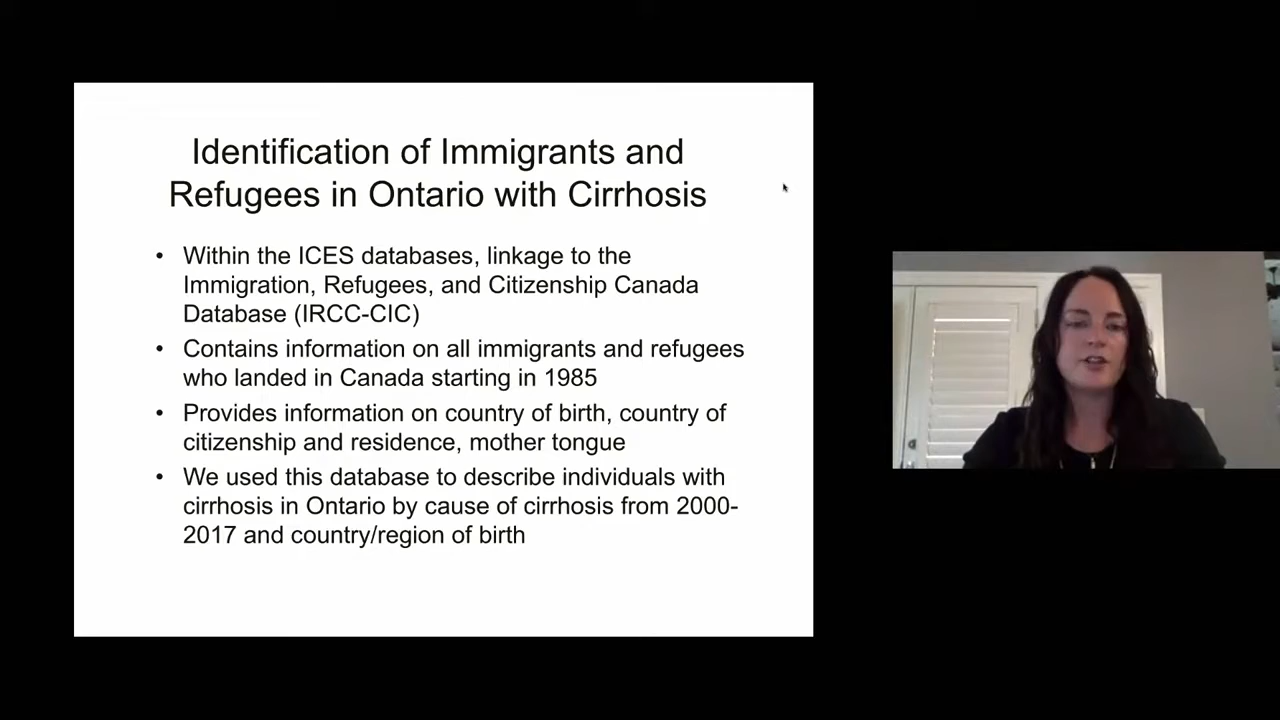 Identification of Immigrants and
Refugees in Ontario with Cirrhosis
• Within the ICES databases, linkage to the
Immigration, Refugees, and Citizenship Canada
Database (IRCC-CIC)
• Contains information on all immigrants and refugees
who landed in Canada starting in 1985
• Provides information on country of birth, country of
citizenship and residence, mother tongue
• We used this database to describe individuals with
cirrhosis in Ontario by cause of cirrhosis from 2000-
2017 and country/region of birth